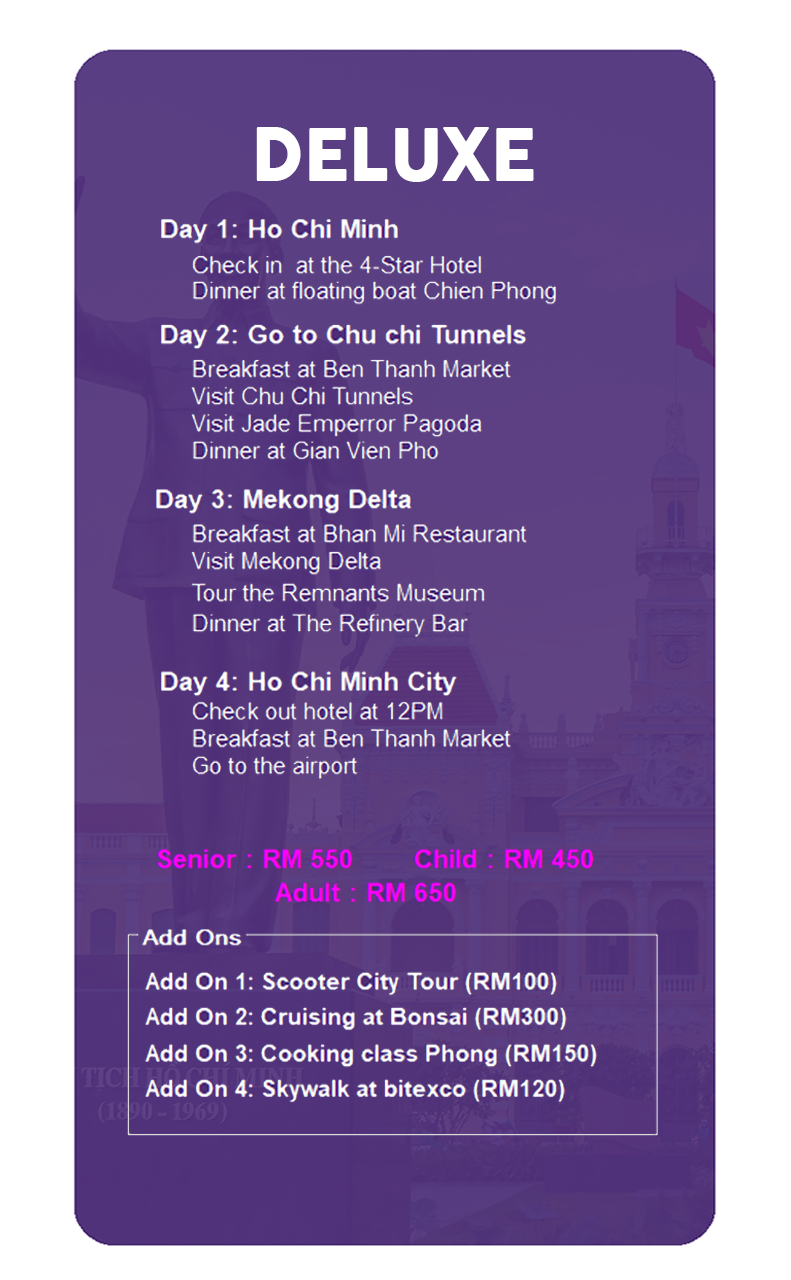 DELUXE
Day 1: Ho Chi Minh
Check in  at the 4-Star Hotel
Dinner at floating boat Chien Phong
Day 2: Go to Chu chi Tunnels
Breakfast at Ben Thanh Market
Visit Chu Chi Tunnels
Visit Jade Emperror Pagoda
Dinner at Gian Vien Pho
Day 3: Mekong Delta
Breakfast at Bhan Mi Restaurant
Visit Mekong Delta
Tour the Remnants Museum
Dinner at The Refinery Bar
Day 4: Ho Chi Minh City
Check out hotel at 12PM
Breakfast at Ben Thanh Market
Go to the airport
Senior : RM 550 Child : RM 450
Adult : RM 650
Add Ons
Add On 1: Scooter City Tour (RM100)
Add On 2: Cruising at Bonsai (RM300)
Add On 3: Cooking class Phong (RM150)
Add On 4: Skywalk at bitexco (RM120)
TỊCH HỒ CHÍ MINH
(1890 - 1969)